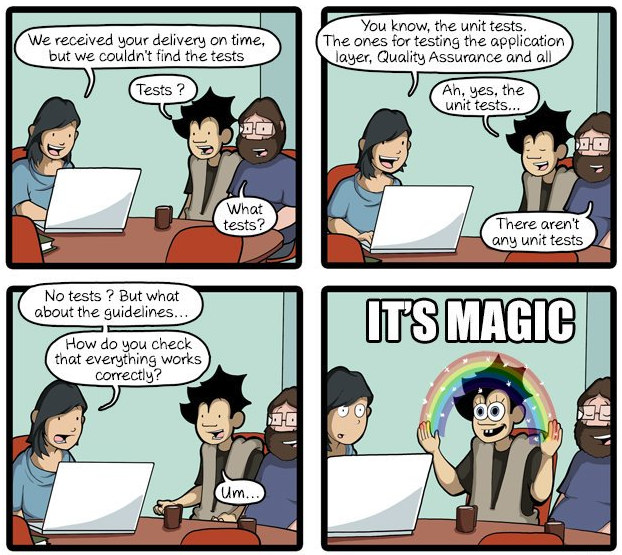 We received your delivery on time,
but we couldn't find the tests
Tests ?
What
tests?
You know, the unit tests.
The ones for testing the application
layer, Quality Assurance and all
Ah, yes, the
unit tests...
There aren't
any unit tests
No tests ? But what
about the guidelines...
How do you check
that everything works
correctly?
Um...
IT'S MAGIC